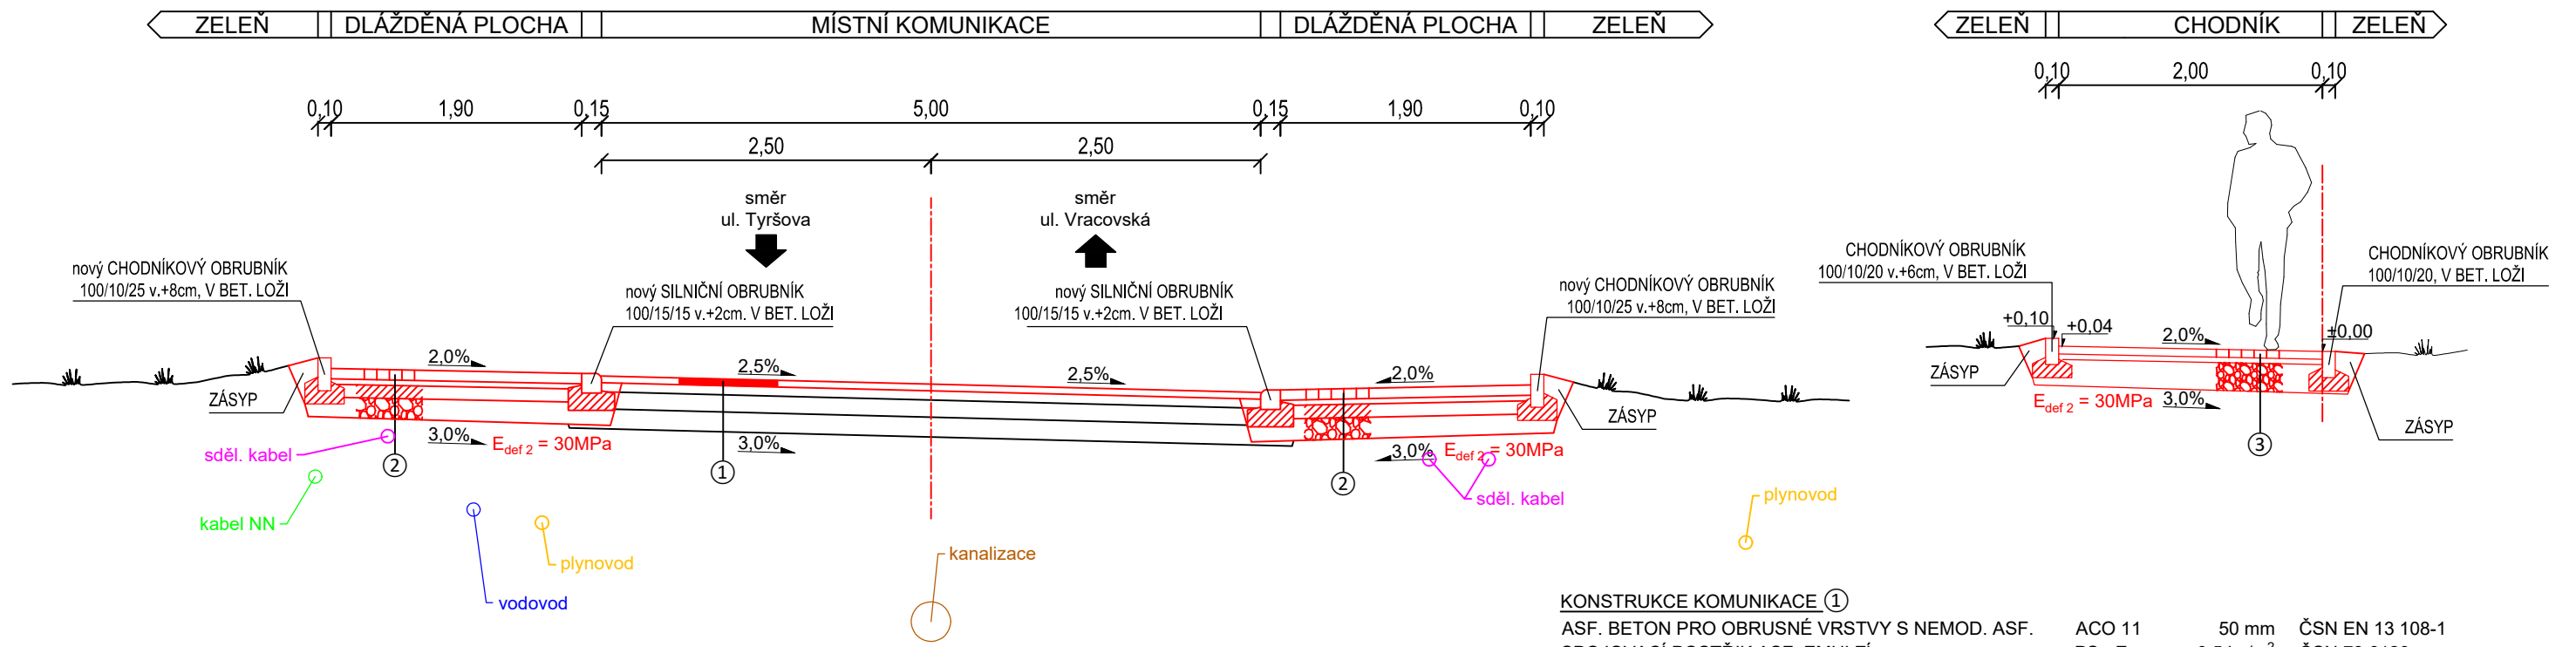 ZELEŇ DLÁŽDĚNÁ PLOCHA MÍSTNÍ KOMUNIKACE DLÁŽDĚNÁ PLOCHA ZELEŇ
ZELEŇ CHODNÍK ZELEŇ
0,10 2,00 0,10
0,10 1,90 0,15 5,00 0,15 1,90 0,10
2,50 2,50
směr
ul. Tyršova
směr
ul. Vracovská
nový CHODNÍKOVÝ OBRUBNÍK
100/10/25 v.+8cm, V BET. LOŽI
nový SILNIČNÍ OBRUBNÍK
100/15/15 v.+2cm. V BET. LOŽI
nový SILNIČNÍ OBRUBNÍK
100/15/15 v.+2cm. V BET. LOŽI
nový CHODNÍKOVÝ OBRUBNÍK
100/10/25 v.+8cm, V BET. LOŽI
CHODNÍKOVÝ OBRUBNÍK
100/10/20 v.+6cm, V BET. LOŽI
CHODNÍKOVÝ OBRUBNÍK
100/10/20, V BET. LOŽI
+0,10 +0,04 2,0% ±0,00
2,0% 2,5% 2,5% 2,0%
ZÁSYP
ZÁSYP
ZÁSYP
ZÁSYP
3,0% Edef 2 = 30MPa
3,0%
3,0% Edef 2 = 30MPa
Edef 2 = 30MPa 3,0%
② ① ② ③
sděl. kabel
kabel NN
vodovod
plynovod
kanalizace
sděl. kabel
plynovod
KONSTRUKCE KOMUNIKACE ①
ASF. BETON PRO OBRUSNÉ VRSTVY S NEMOD. ASF. ACO 11 50 mm ČSN EN 13 108-1